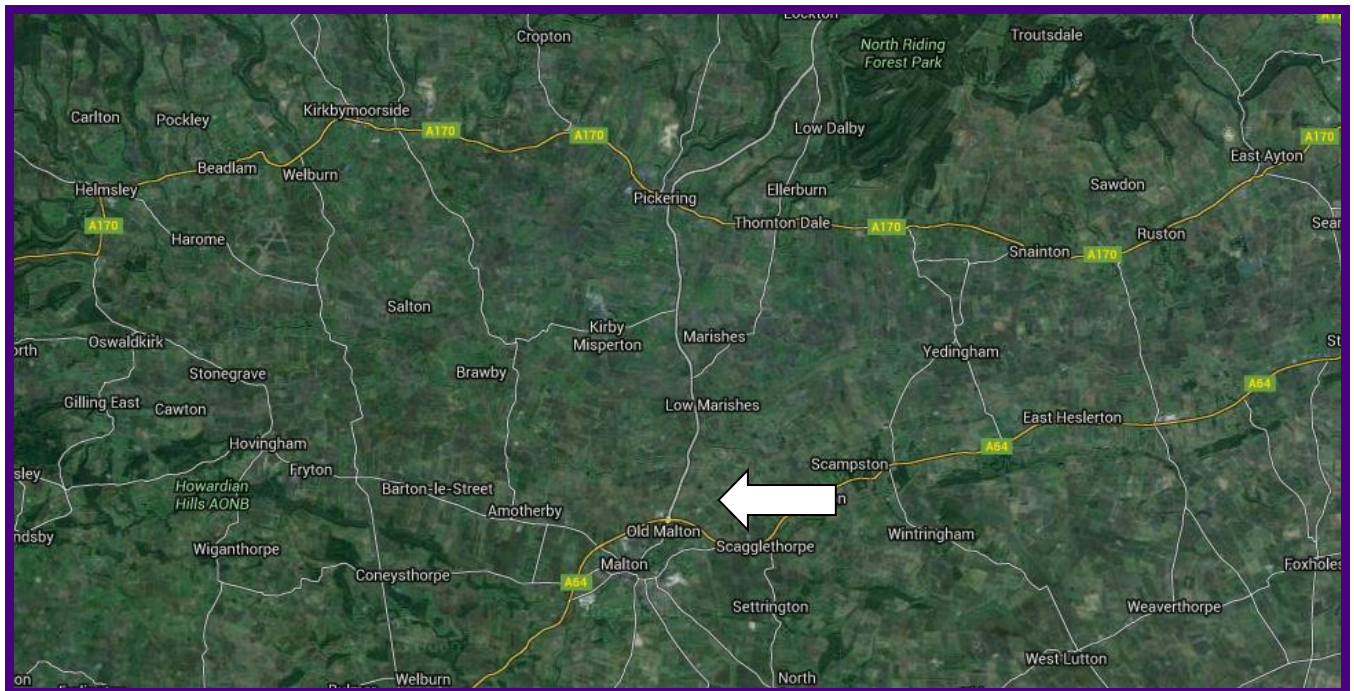 Lockton
Cropton
North Riding
Forest Park
Troutsdale
Carlton
Pockley
Kirkbymoorside
A170
A170
Low Dalby
A170
East Ayton
Beadlam
Welburn
Helmsley
Pickering
Ellerburn
Sawdon
A170
Thornton Dale
A170
Harome
Ruston
Snainton
A170
Salton
Kirby
Misperton
Marishes
Oswaldkirk
Yedingham
Stonegrave
Brawby
A64
Gilling East
Cawton
Low Marishes
East Heslerton
Hovingham
A64
Fryton
Scampston
Howardian
Hills AONB
Barton-le-Street
Amotherby
Old Malton
Wintringham
Wiganthorpe
Scagglethorpe
Malton
Foxholes
Coneysthorpe
A64
Settrington
Weaverthorpe
West Lutton
Welburn
North